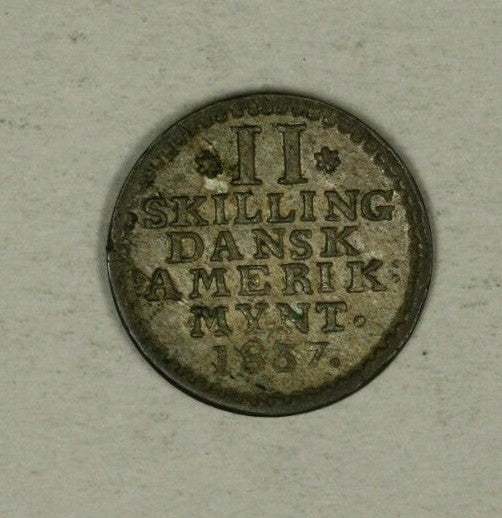 * II *
SKILLING
DANSK
AMERIK:
MYNT.
1837.